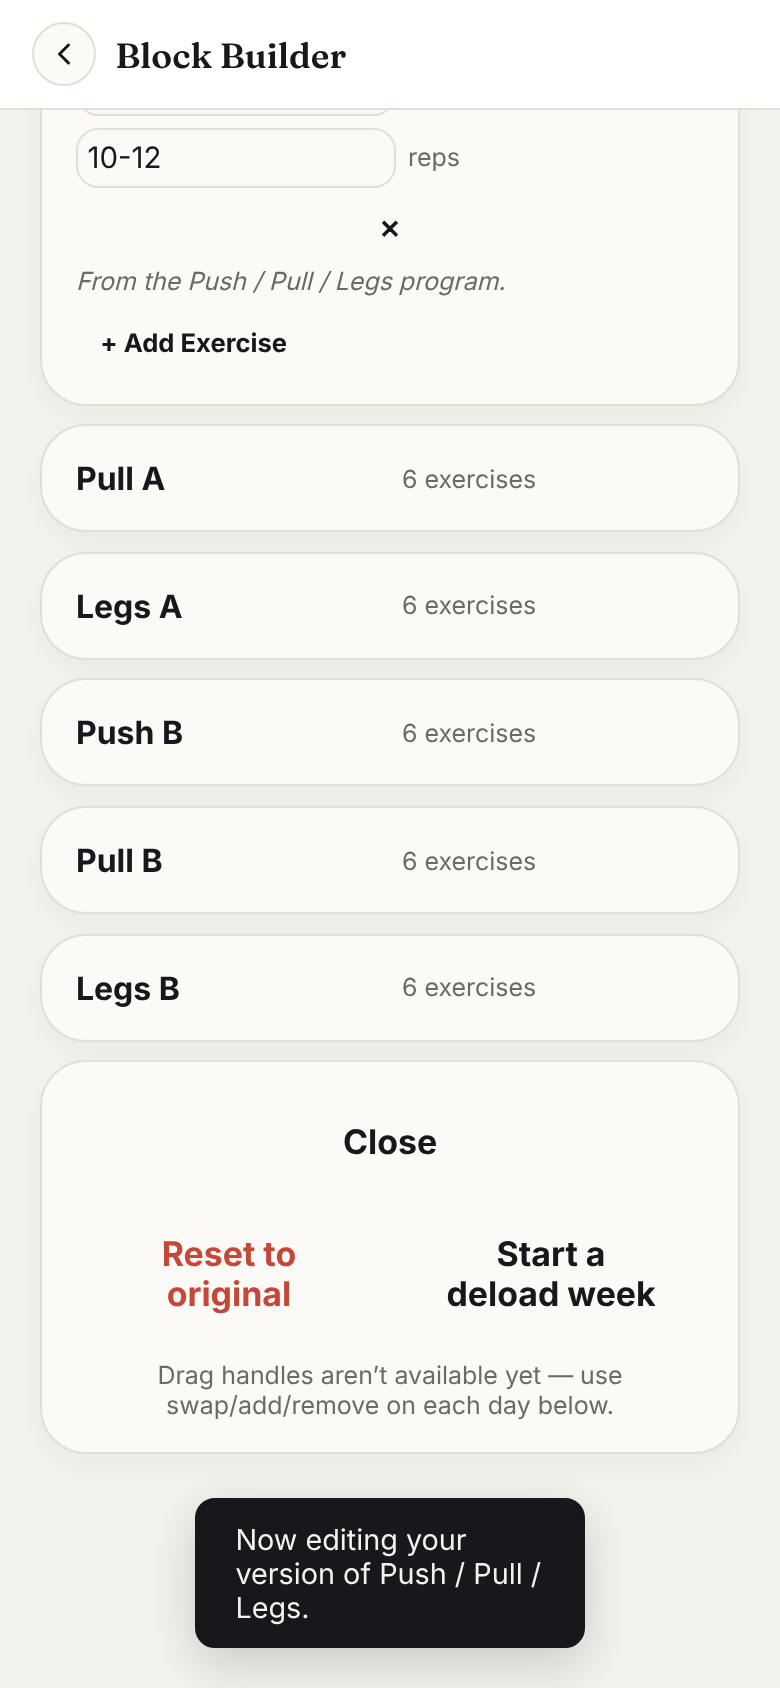 Block Builder
10-12 reps
×
From the Push / Pull / Legs program.
+ Add Exercise
Pull A 6 exercises
Legs A 6 exercises
Push B 6 exercises
Pull B 6 exercises
Legs B 6 exercises
Close
Reset to
original
Start a
deload week
Drag handles aren’t available yet — use
swap/add/remove on each day below.
Now editing your
version of Push / Pull /
Legs.